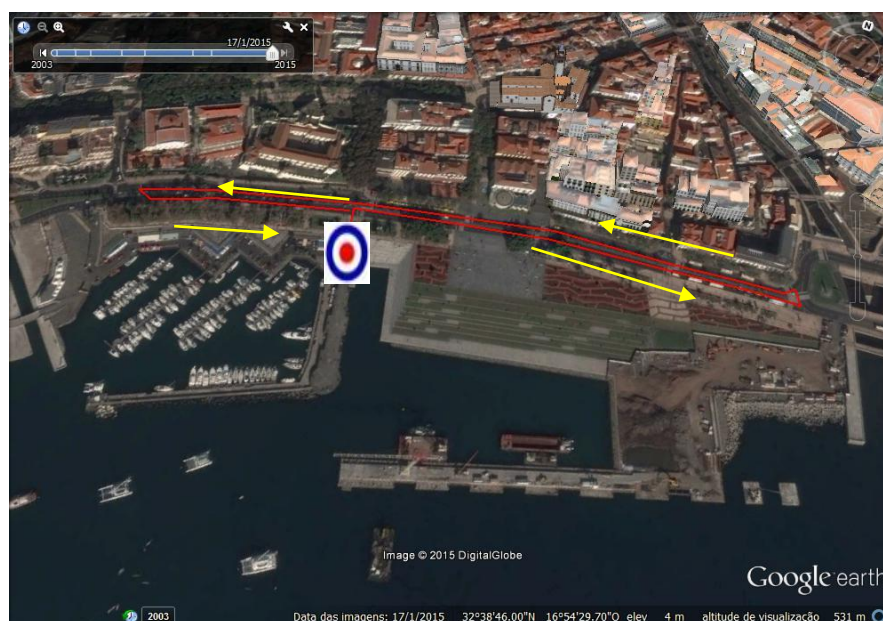 17/1/2015
2003
2015
N
Image © 2015 DigitalGlobe
Google earth
2003
Data das imagens: 17/1/2015 32°38'46.00"N 16°54'29.70"O elev 4 m altitude de visualização 531 m